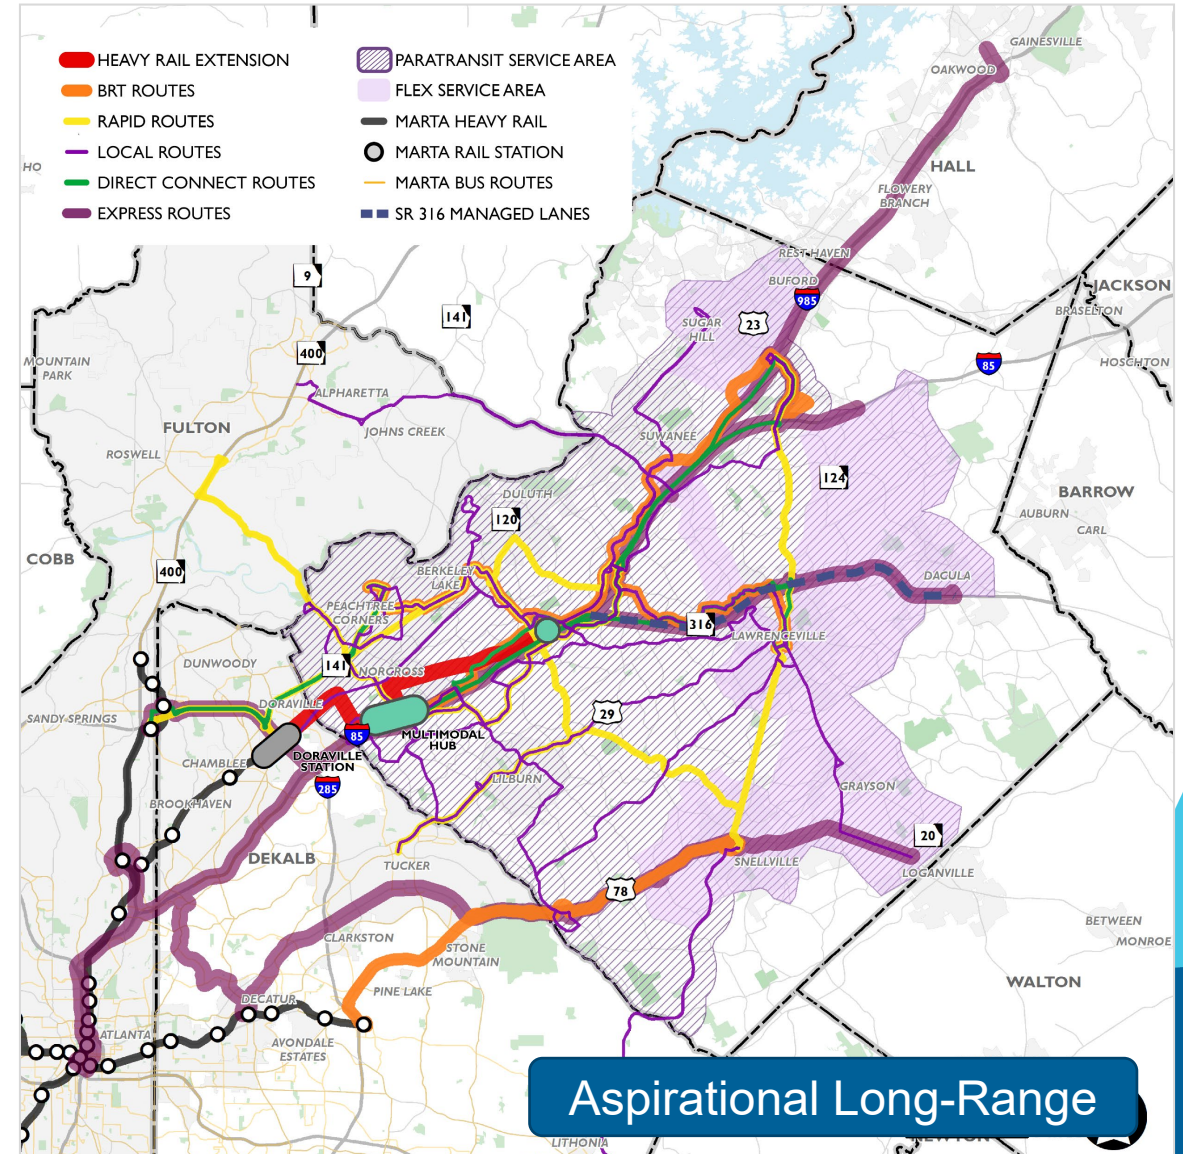 HEAVY RAIL EXTENSION
BRT ROUTES
RAPID ROUTES
LOCAL ROUTES
DIRECT CONNECT ROUTES
EXPRESS ROUTES
PARATRANSIT SERVICE AREA
FLEX SERVICE AREA
MARTA HEAVY RAIL
MARTA RAIL STATION
MARTA BUS ROUTES
SR 316 MANAGED LANES
GAINESVILLE
OAKWOOD
HO
HALL
FLOWERY
BRANCH
REST HAVEN
BUFORD
985
9
141
SUGAR
HILL
23
JACKSON
BRASELTON
400
85
HOSCHTON
MOUNTAIN
PARK
ALPHARETTA
FULTON
JOHNS CREEK
SUWANEE
ROSWELL
124
BARROW
DULUTH
120
AUBURN
CARL
COBB
400
BERKELEY
LAKE
DACULA
PEACHTREE
CORNERS
316
LAWRENCEVILLE
DUNWOODY
141
NORCROSS
SANDY SPRINGS
DORAVILLE
29
85
MULTIMODAL
HUB
CHAMBLEE
DORAVILLE
STATION
285
LILBURN
GRAYSON
BROOKHAVEN
20
DEKALB
TUCKER
SNELLVILLE
LOGANVILLE
78
BETWEEN
MONROE
CLARKSTON
STONE
MOUNTAIN
WALTON
PINE LAKE
DECATUR
ATLANTA
AVONDALE
ESTATES
Aspirational Long-Range
LITHONIA
NEWTON